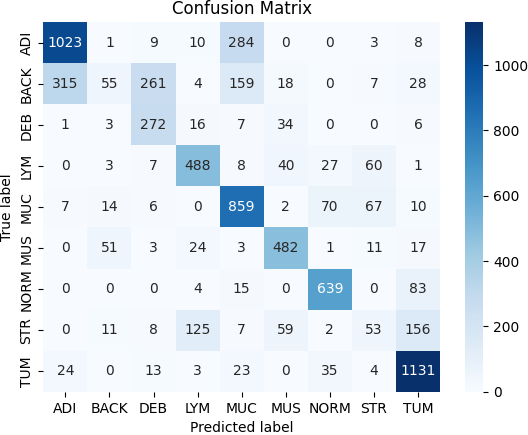 Confusion Matrix
True label
ADI 1023 1 9 10 284 0 0 3 8
BACK 315 55 261 4 159 18 0 7 28
DEB 1 3 272 16 7 34 0 0 6
LYM 0 3 7 488 8 40 27 60 1
MUC 7 14 6 0 859 2 70 67 10
MUS 0 51 3 24 3 482 1 11 17
NORM 0 0 0 4 15 0 639 0 83
STR 0 11 8 125 7 59 2 53 156
TUM 24 0 13 3 23 0 35 4 1131
ADI BACK DEB LYM MUC MUS NORM STR TUM
Predicted label
1000
800
600
400
200
0